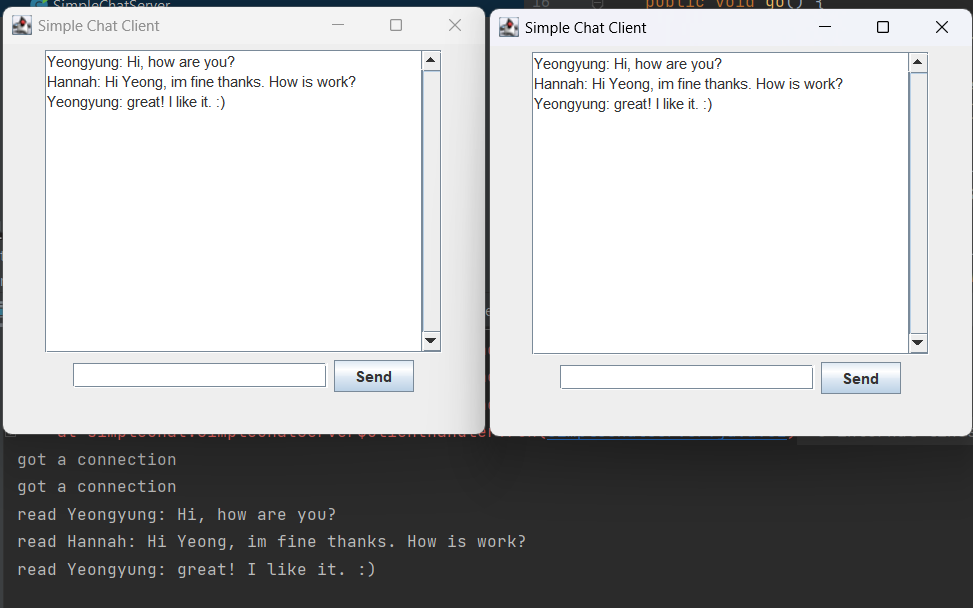 SimpleChatServer
16 public void go() {
Simple Chat Client
Yeongyung: Hi, how are you?
Hannah: Hi Yeong, im fine thanks. How is work?
Yeongyung: great! I like it. :)
Send
Simple Chat Client
Yeongyung: Hi, how are you?
Hannah: Hi Yeong, im fine thanks. How is work?
Yeongyung: great! I like it. :)
Send
got a connection
got a connection
read Yeongyung: Hi, how are you?
read Hannah: Hi Yeong, im fine thanks. How is work?
read Yeongyung: great! I like it. :)